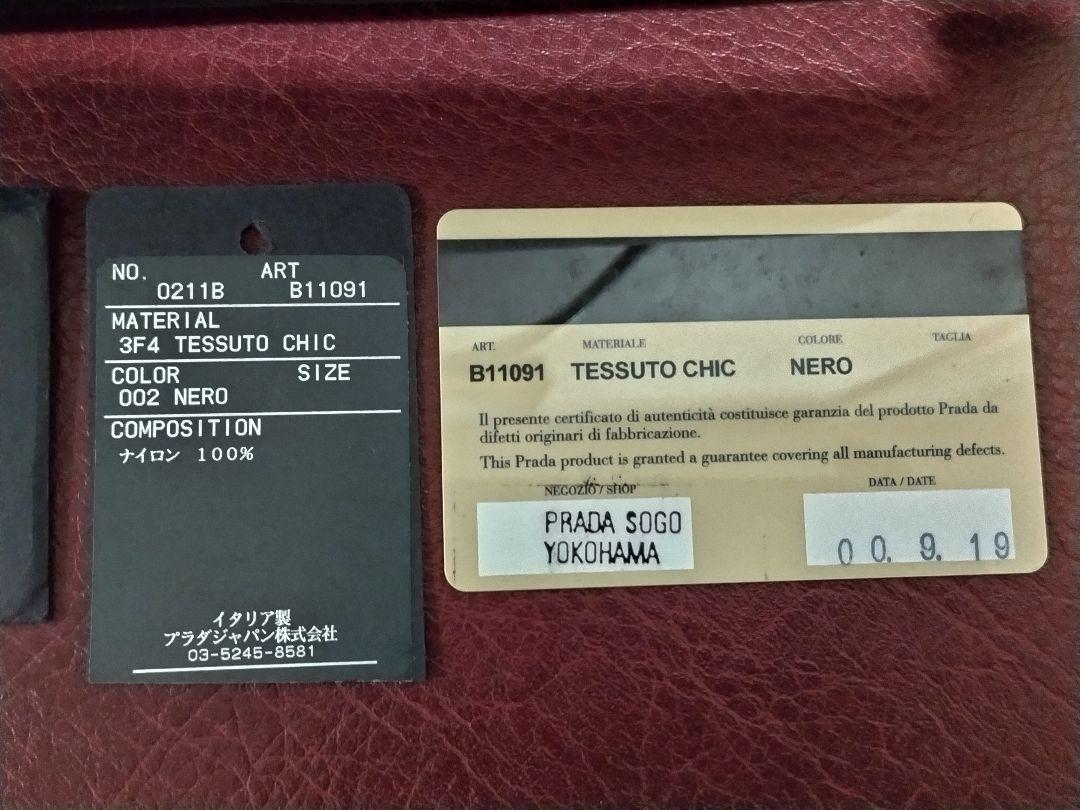 NO. ART
0211B B11091
MATERIAL
3F4 TESSUTO CHIC
COLOR SIZE
002 NERO
COMPOSITION
ナイロン 100%
イタリア製
プラダジャパン株式会社
03-5245-8581
ART. MATERIALE COLORE TAGLIA
B11091 TESSUTO CHIC NERO
Il presente certificato di autenticità costituisce garanzia del prodotto Prada da
difetti originari di fabbricazione.
This Prada product is granted a guarantee covering all manufacturing defects.
NEGOZIO / SHOP DATA / DATE
PRADA SOGO
YOKOHAMA
00. 9. 19